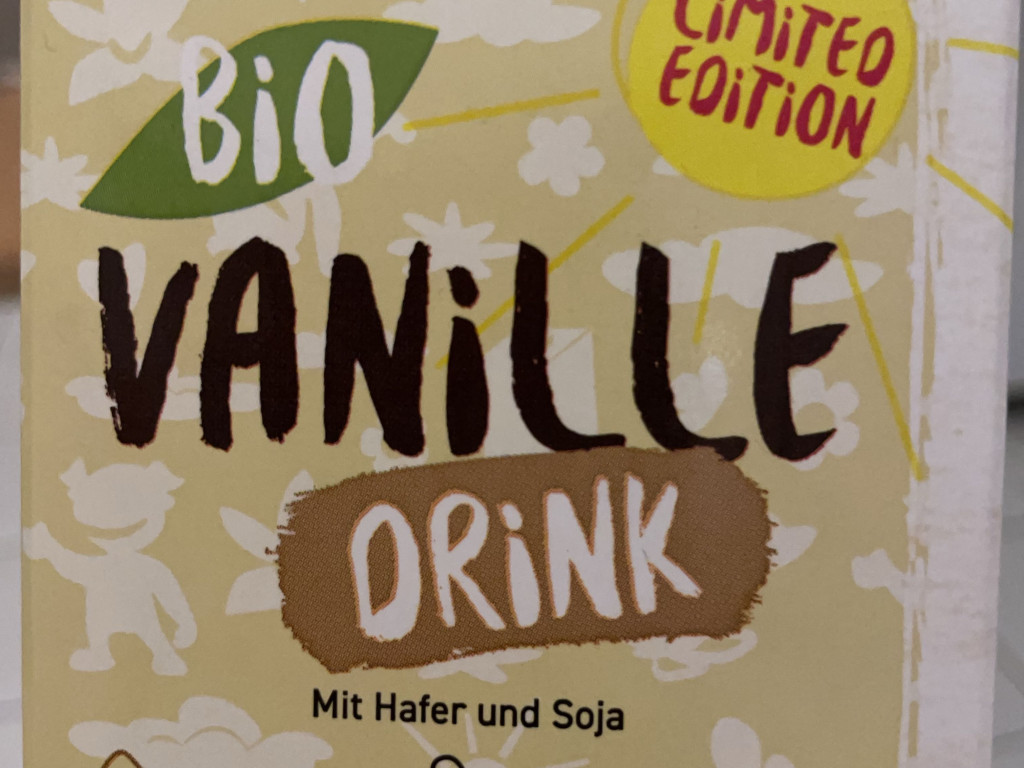 BiO
LiMiTED
EDiTiON
VANiLLE
DRiNK
Mit Hafer und Soja